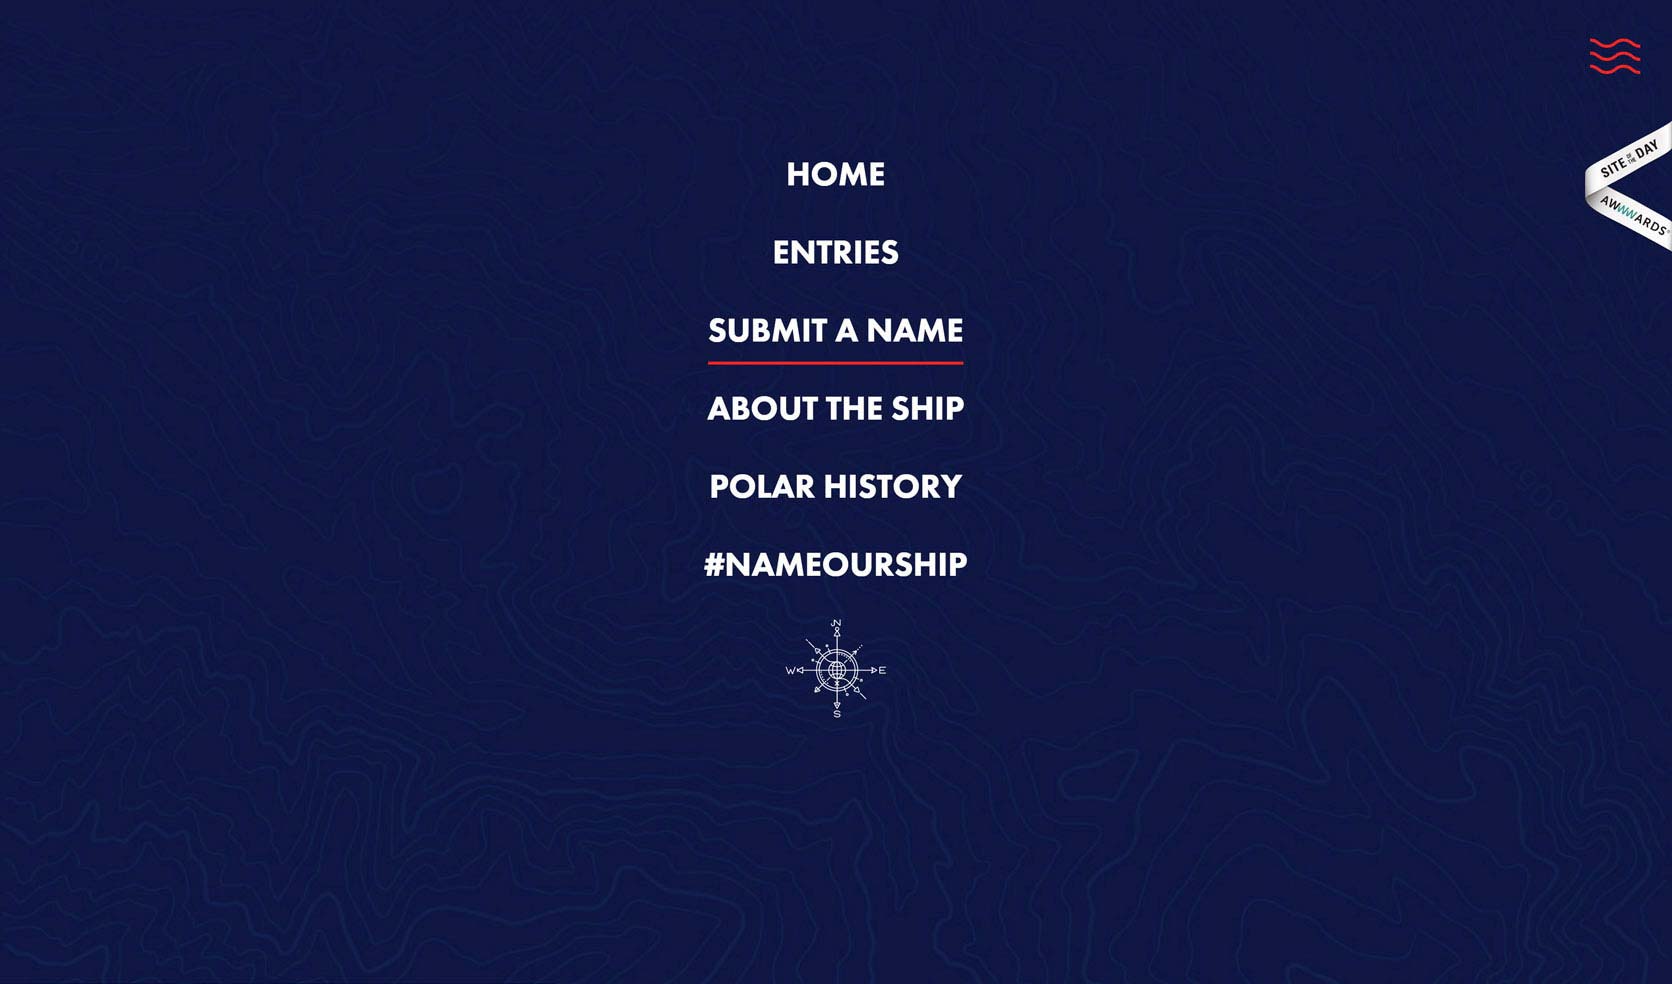 SITE OF THE DAY
AWWWARDS
HOME
ENTRIES
SUBMIT A NAME
ABOUT THE SHIP
POLAR HISTORY
#NAMEOURSHIP
N
W E
S